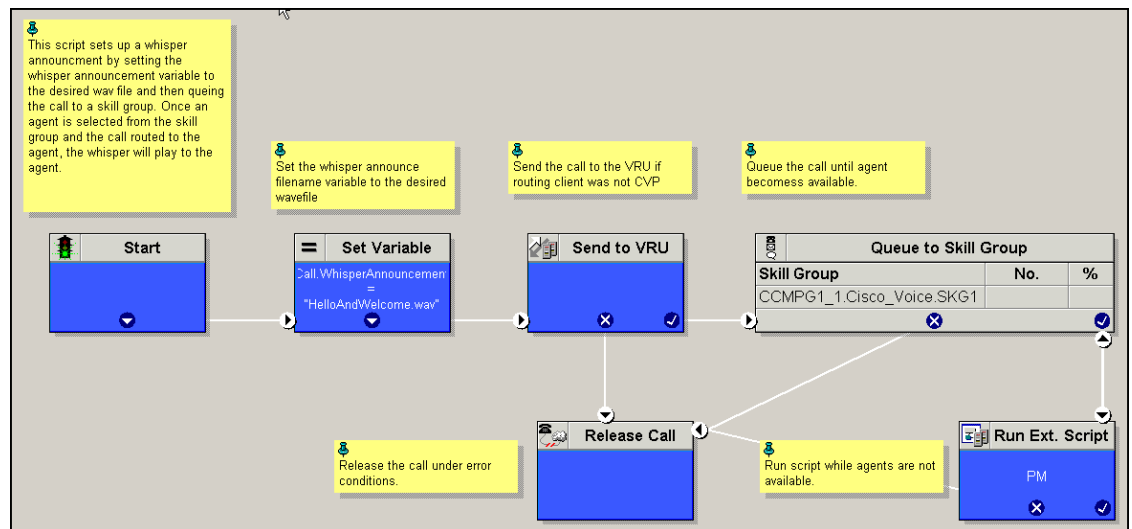 This script sets up a whisper
announcment by setting the
whisper announcement variable to
the desired wav file and then queing
the call to a skill group. Once an
agent is selected from the skill
group and the call routed to the
agent, the whisper will play to the
agent.
Set the whisper announce
filename variable to the desired
wavefile
Send the call to the VRU if
routing client was not CVP
Queue the call until agent
becomess available.
Start
Set Variable
Call.WhisperAnnouncemen
=
"HelloAndWelcome.wav"
Send to VRU
Queue
Queue to Skill Group
Skill Group No. %
CCMPG1_1.Cisco_Voice.SKG1
Release the call under error
conditions.
Release Call
Run script while agents are not
available.
Run Ext. Script
PM